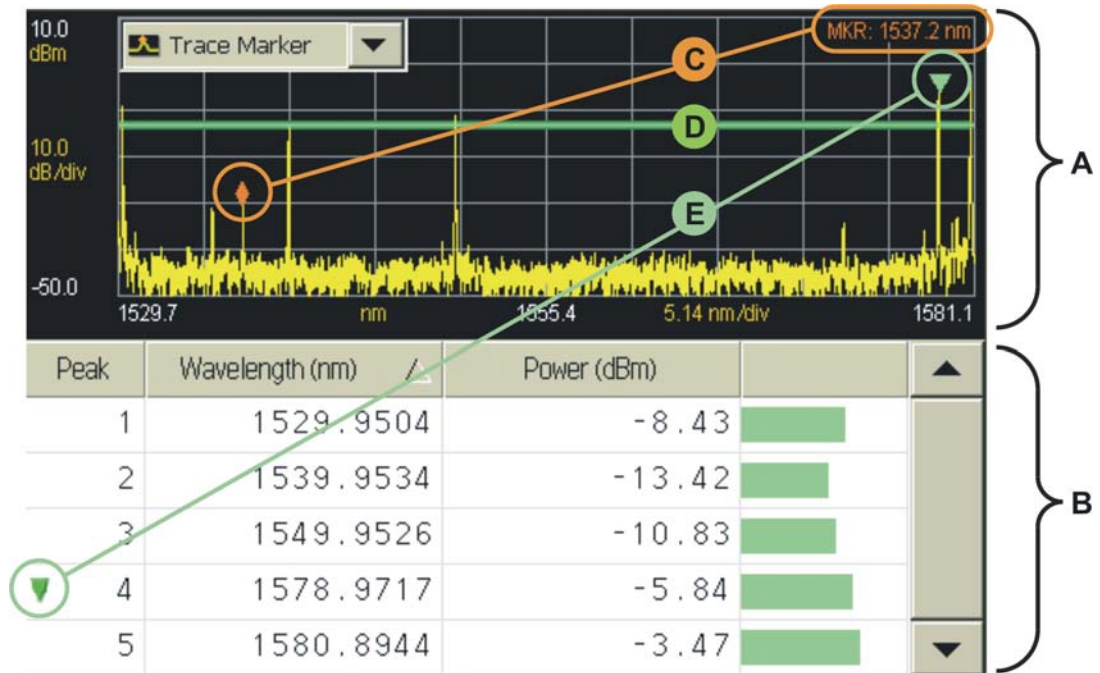 10.0
dBm
Trace Marker
MKR: 1537.2 nm
C
D
10.0
dB/div
A
E
-50.0
1529.7 nm 1555.4 5.14 nm/div 1581.1
Peak Wavelength (nm) Power (dBm)
1 1529.9504 -8.43
2 1539.9534 -13.42
3 1549.9526 -10.83
B
4 1578.9717 -5.84
5 1580.8944 -3.47